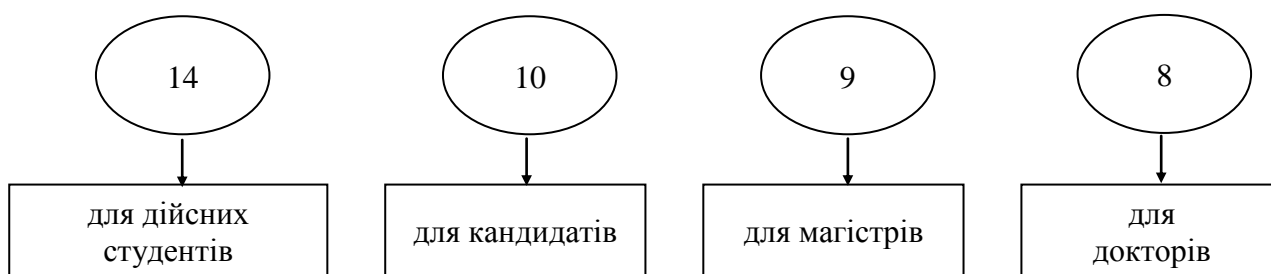 14
10
9
8
для дійсних
студентів
для кандидатів
для магістрів
для
докторів